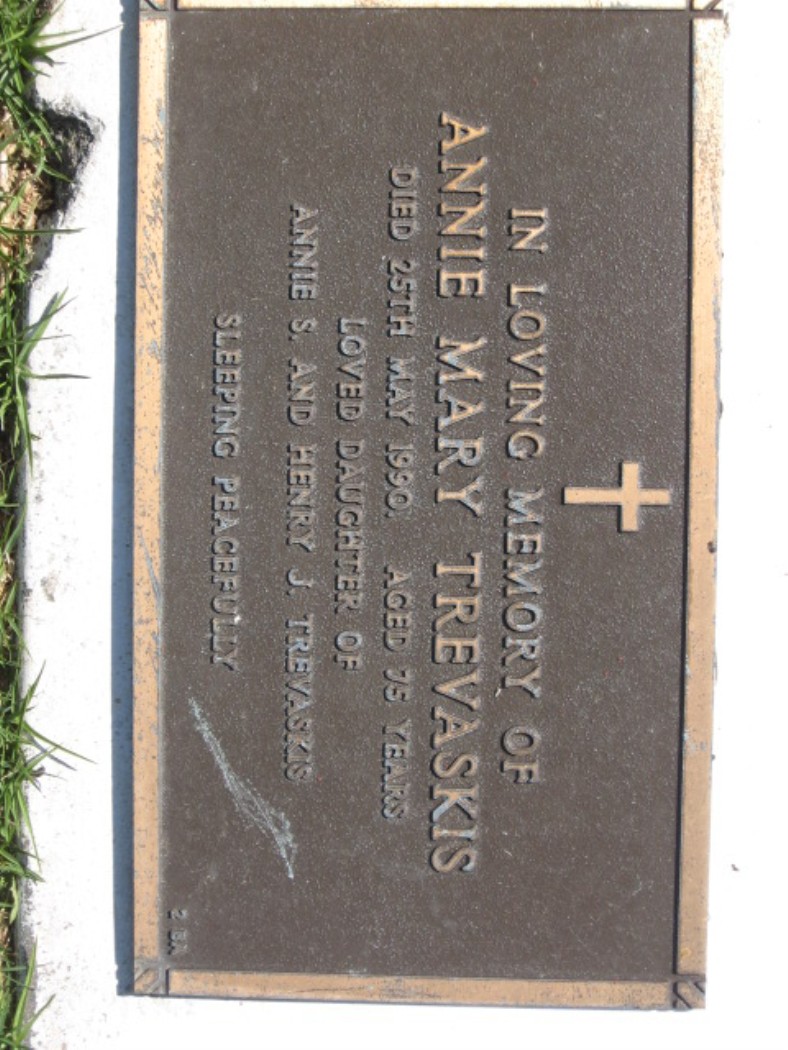 IN LOVING MEMORY OF
ANNIE MARY TREVASKIS
DIED 25TH MAY 1990. AGED 75 YEARS
LOVED DAUGHTER OF
ANNIE S. AND HENRY J. TREVASKIS
SLEEPING PEACEFULLY